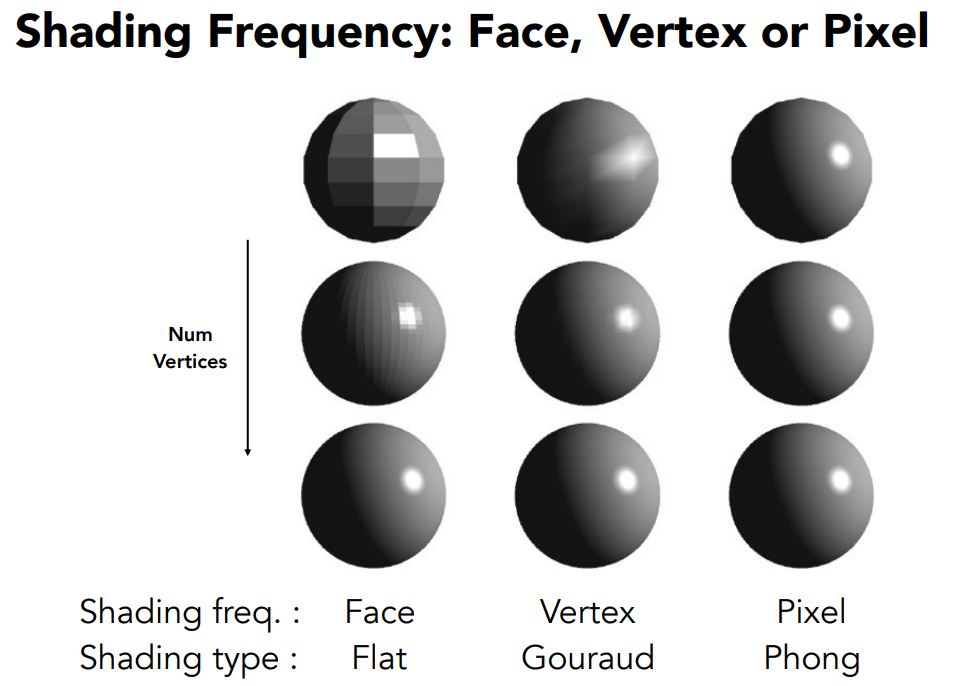 Shading Frequency: Face, Vertex or Pixel
Num
Vertices
Shading freq. : Face Vertex Pixel
Shading type : Flat Gouraud Phong